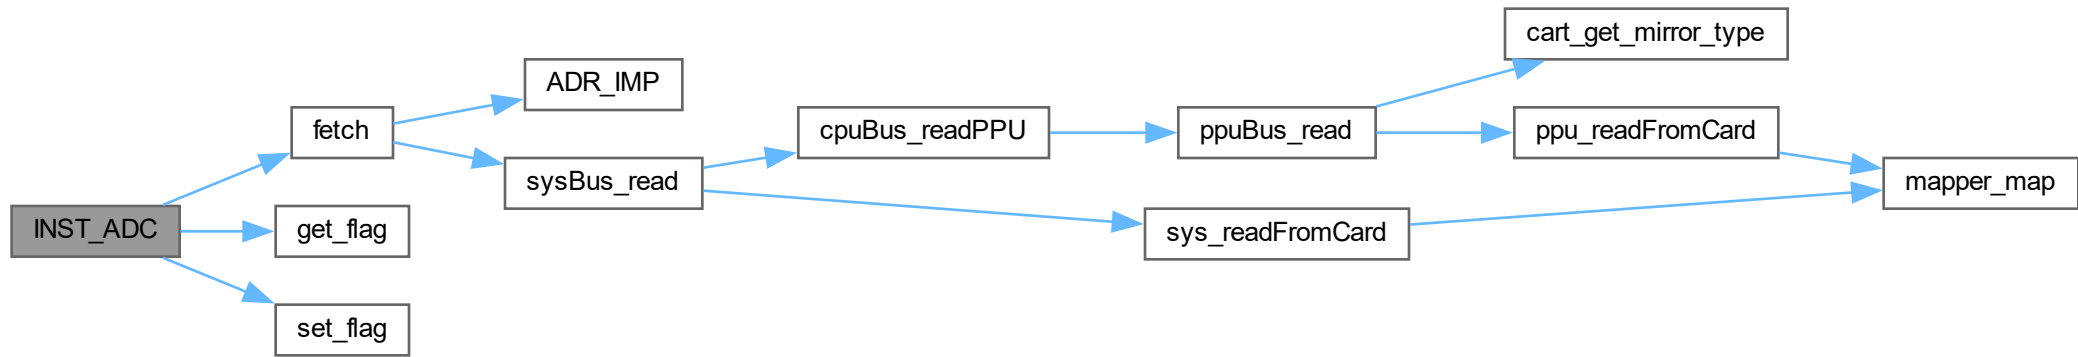 INST_ADC
fetch
get_flag
set_flag
ADR_IMP
sysBus_read
cpuBus_readPPU
sys_readFromCard
ppuBus_read
cart_get_mirror_type
ppu_readFromCard
mapper_map